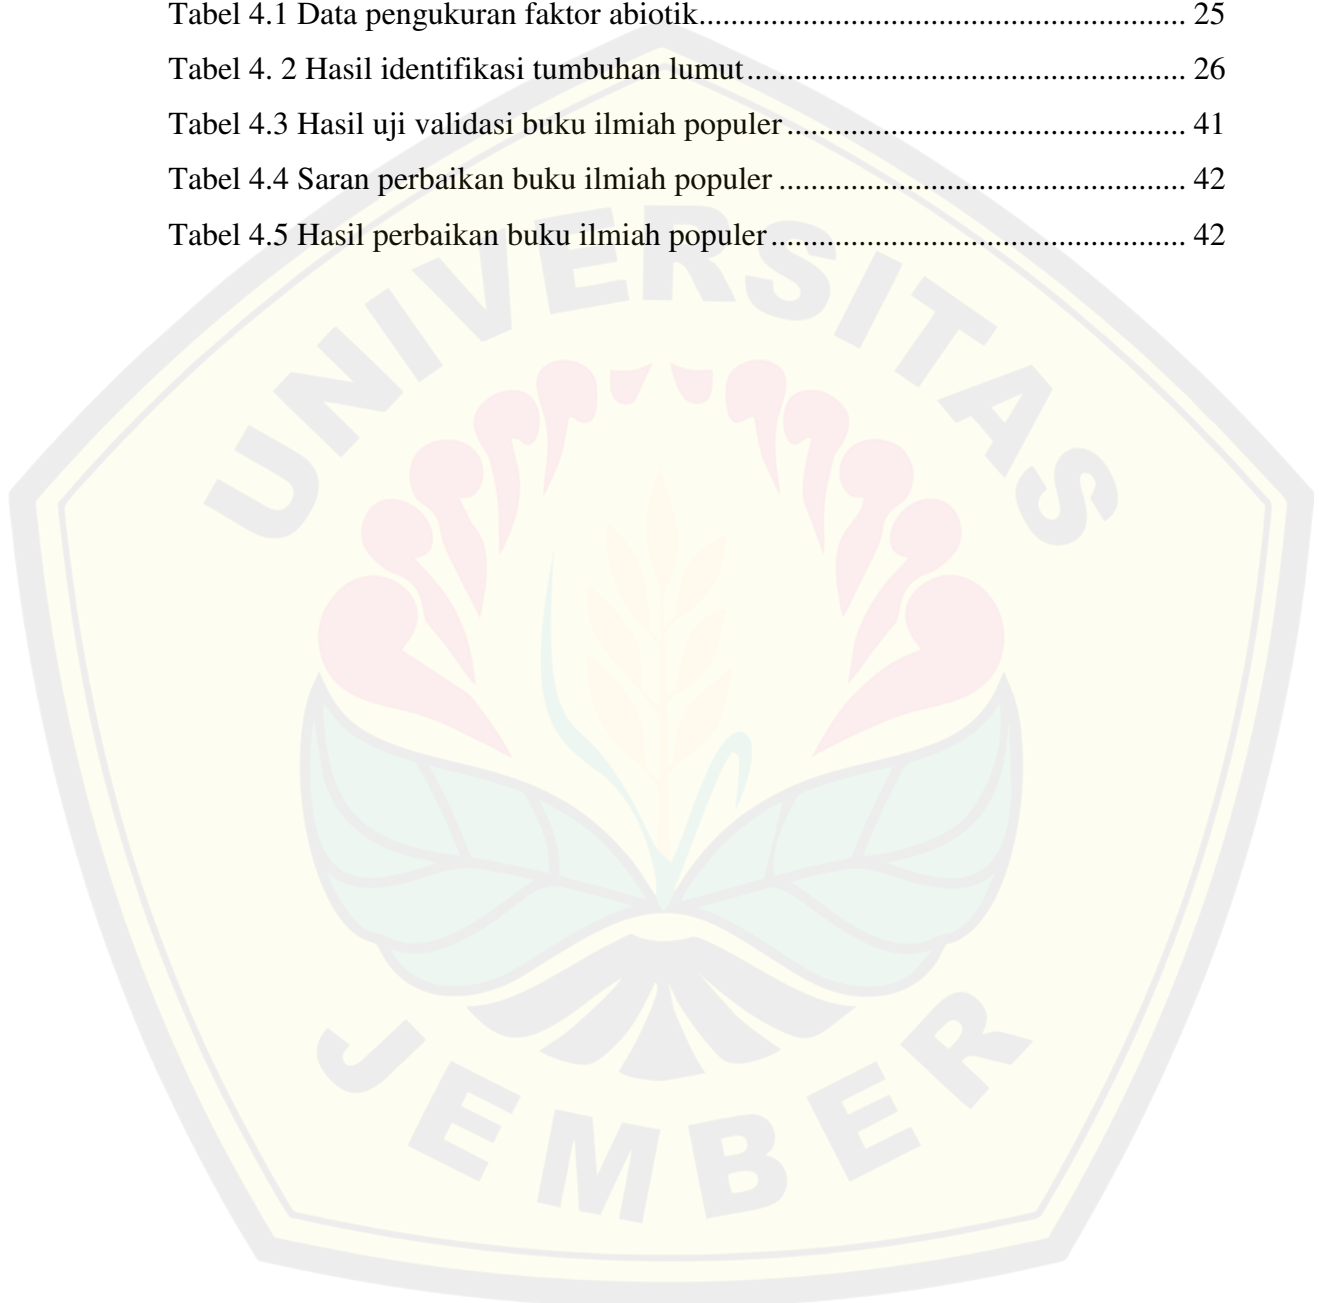 Tabel 4.1 Data pengukuran faktor abiotik............................................................. 25
Tabel 4. 2 Hasil identifikasi tumbuhan lumut....................................................... 26
Tabel 4.3 Hasil uji validasi buku ilmiah populer.................................................. 41
Tabel 4.4 Saran perbaikan buku ilmiah populer ................................................... 42
Tabel 4.5 Hasil perbaikan buku ilmiah populer.................................................... 42
UNIVERSITAS
JEMBER